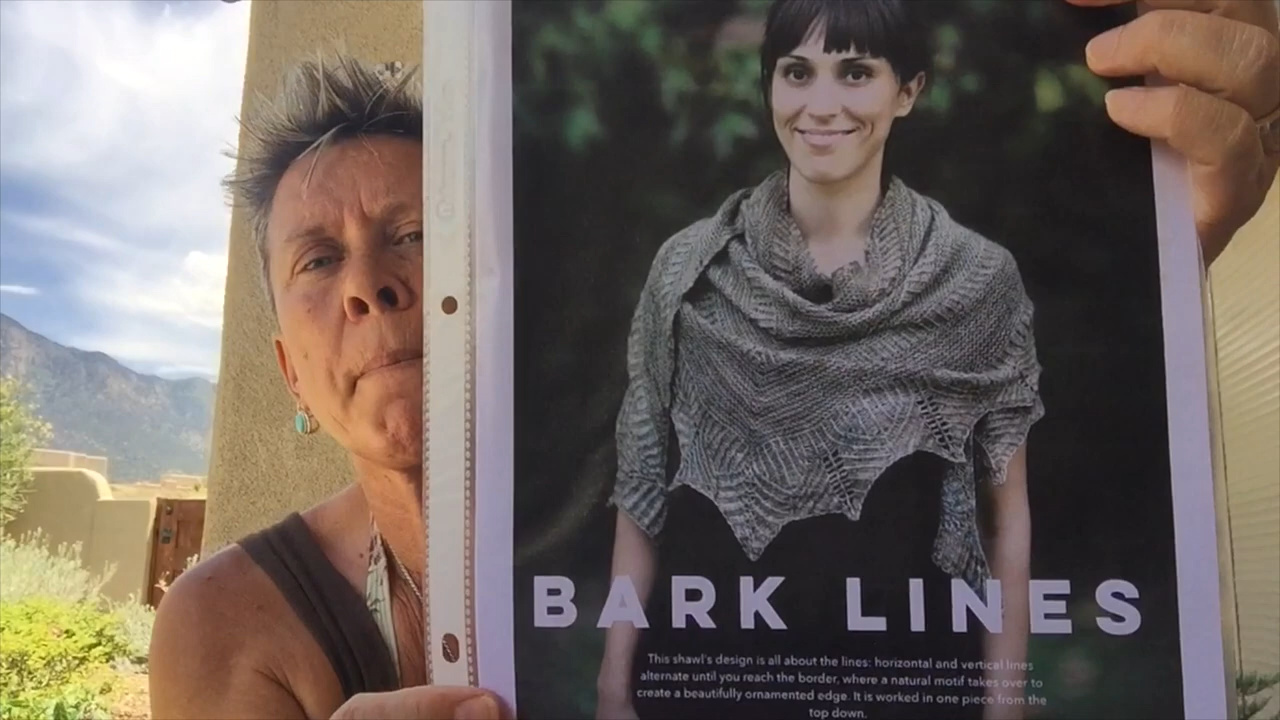 BARK LINES
This shawl's design is all about the lines: horizontal and vertical lines
alternate until you reach the border, where a natural motif takes over to
create a beautifully ornamented edge. It is worked in one piece from the
top down.